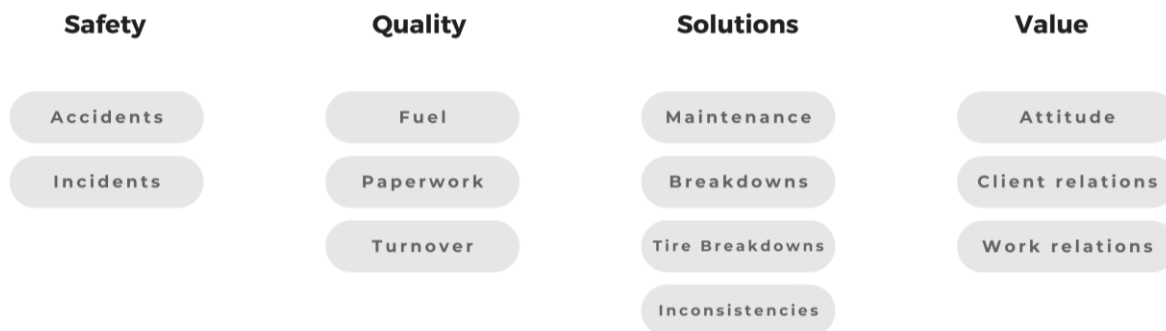 Safety
Accidents
Incidents
Quality
Fuel
Paperwork
Turnover
Solutions
Maintenance
Breakdowns
Tire Breakdowns
Inconsistencies
Value
Attitude
Client relations
Work relations